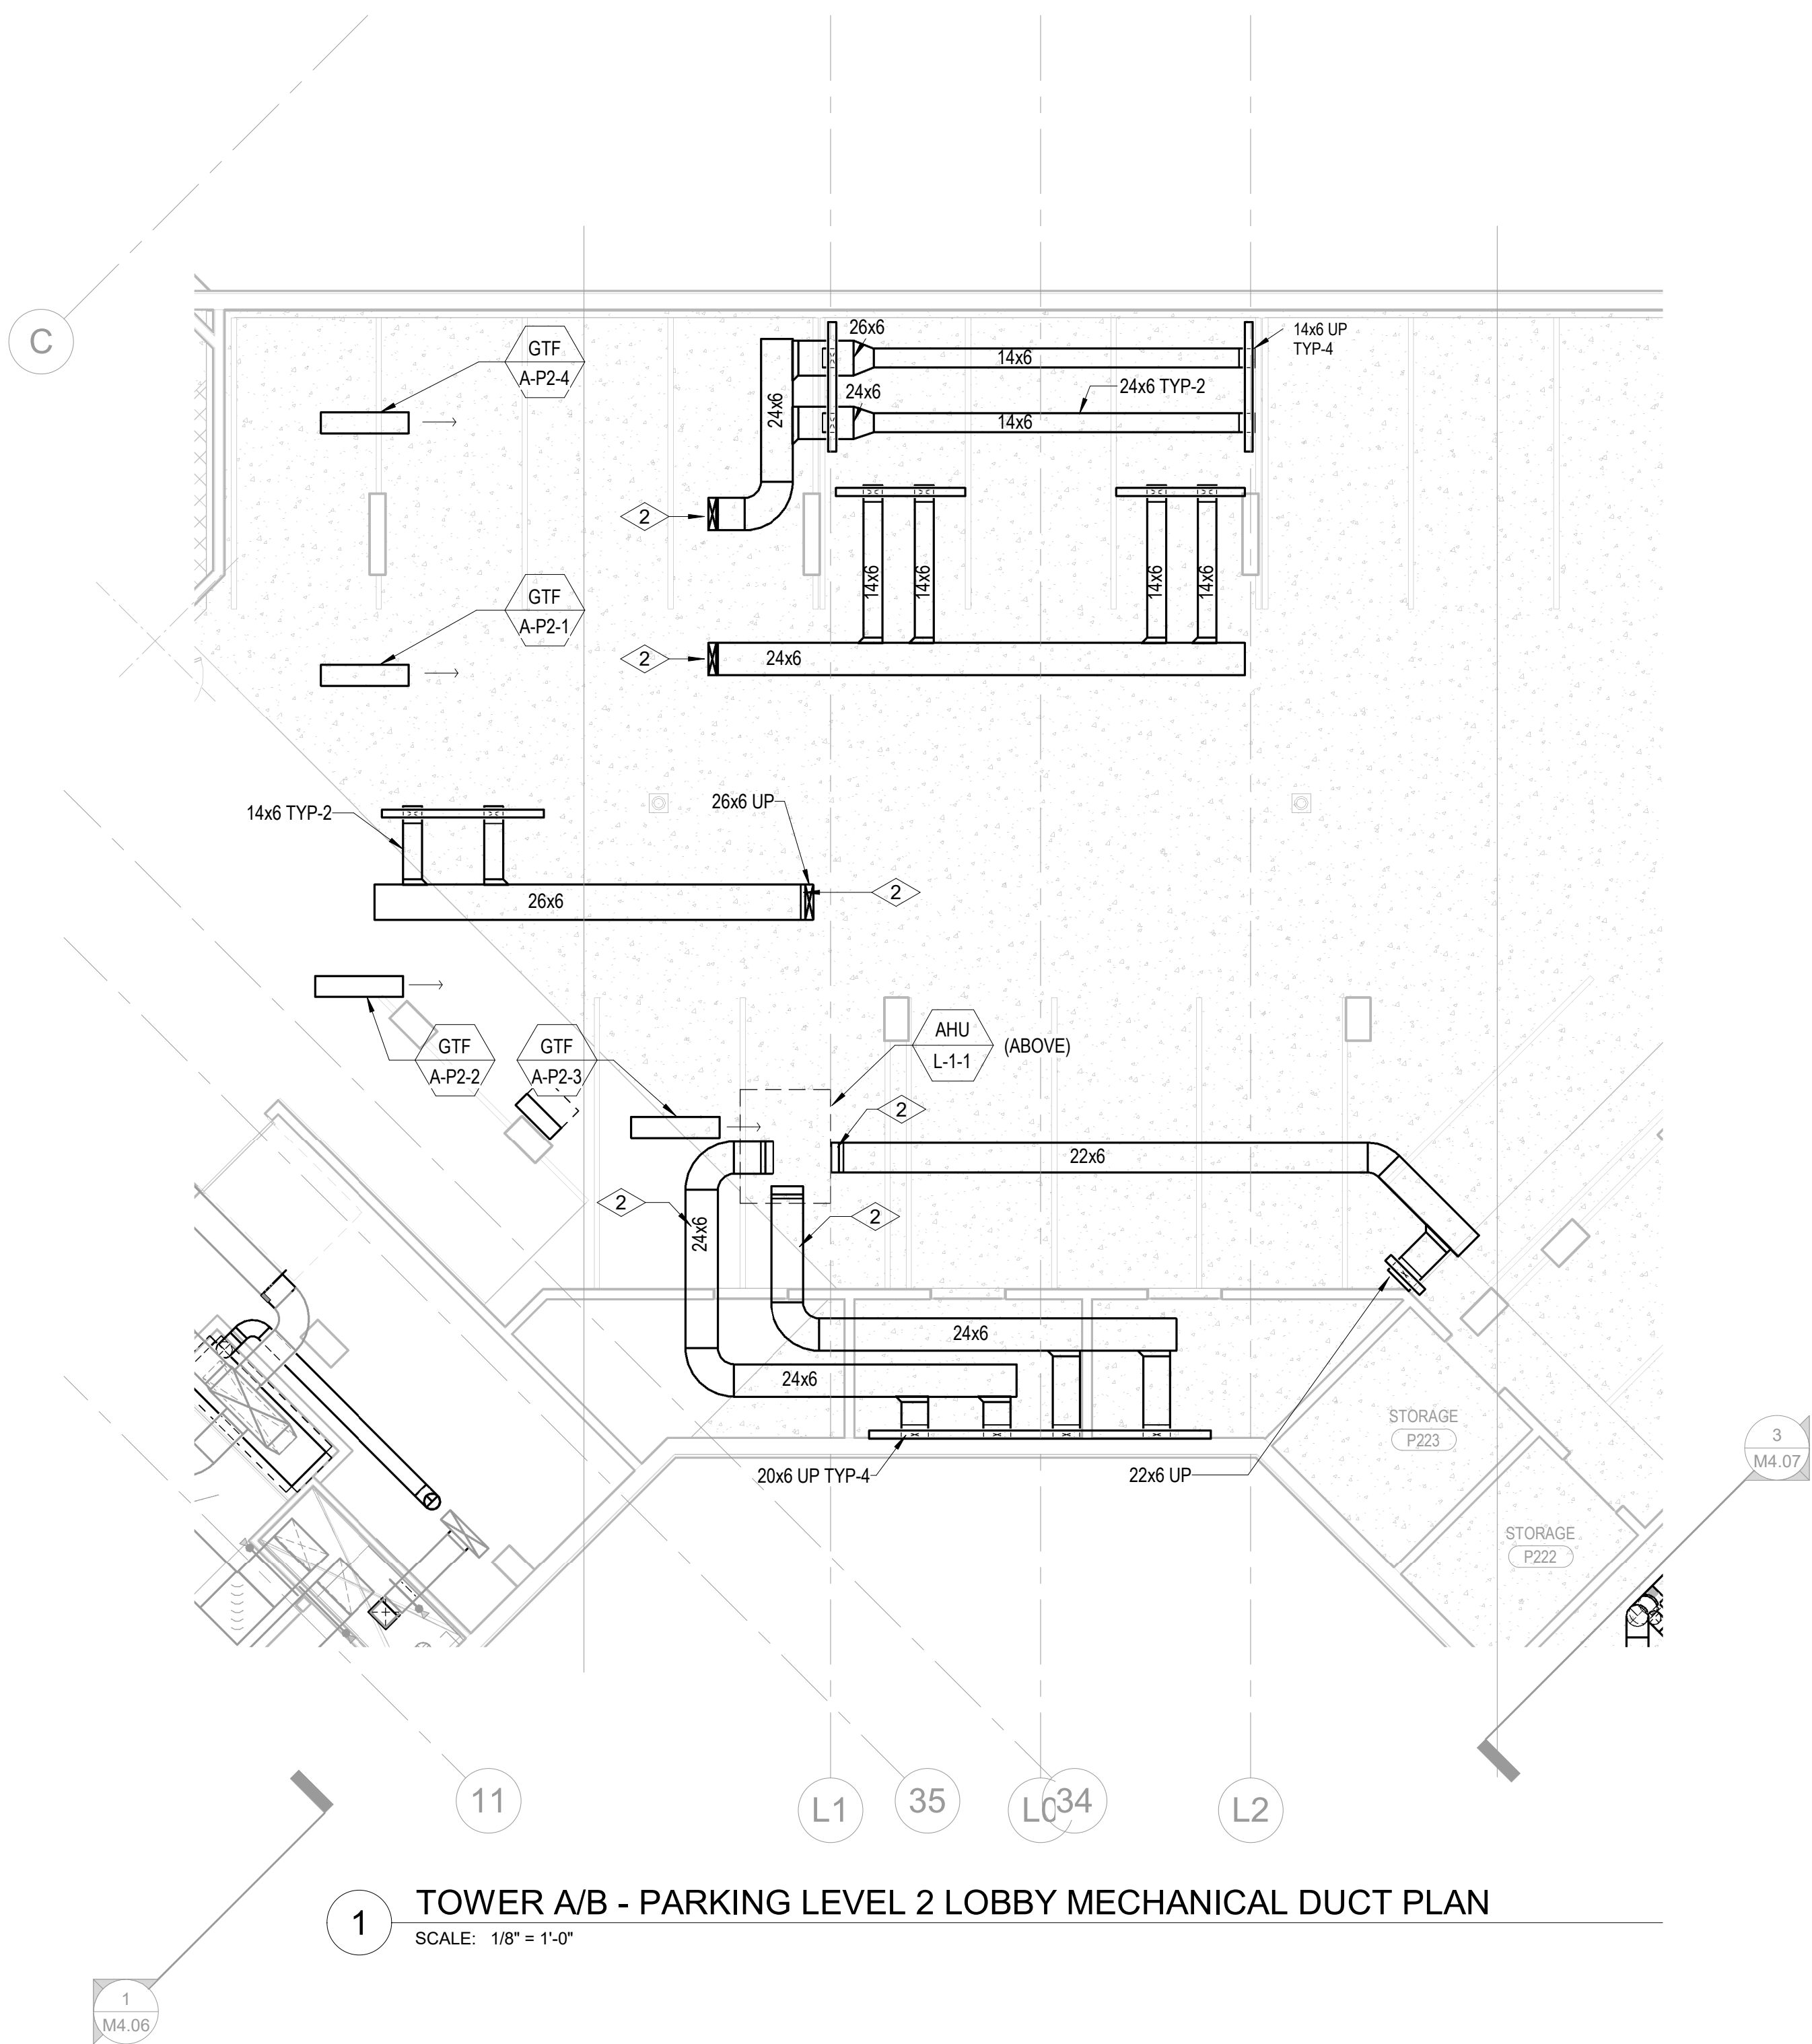 C
GTF
A-P2-4
26x6
14x6
14x6 UP
TYP-4
24x6
24x6
24x6 TYP-2
14x6
2
14x6
14x6
14x6
14x6
GTF
A-P2-1
2
24x6
14x6 TYP-2
26x6 UP
26x6
2
GTF
A-P2-2
GTF
A-P2-3
AHU
L-1-1
(ABOVE)
2
22x6
2
24x6
2
24x6
24x6
20x6 UP TYP-4
22x6 UP
STORAGE
P223
STORAGE
P222
3
M4.07
11
L1
35
L0
34
L2
1
TOWER A/B - PARKING LEVEL 2 LOBBY MECHANICAL DUCT PLAN
SCALE: 1/8" = 1'-0"
1
M4.06